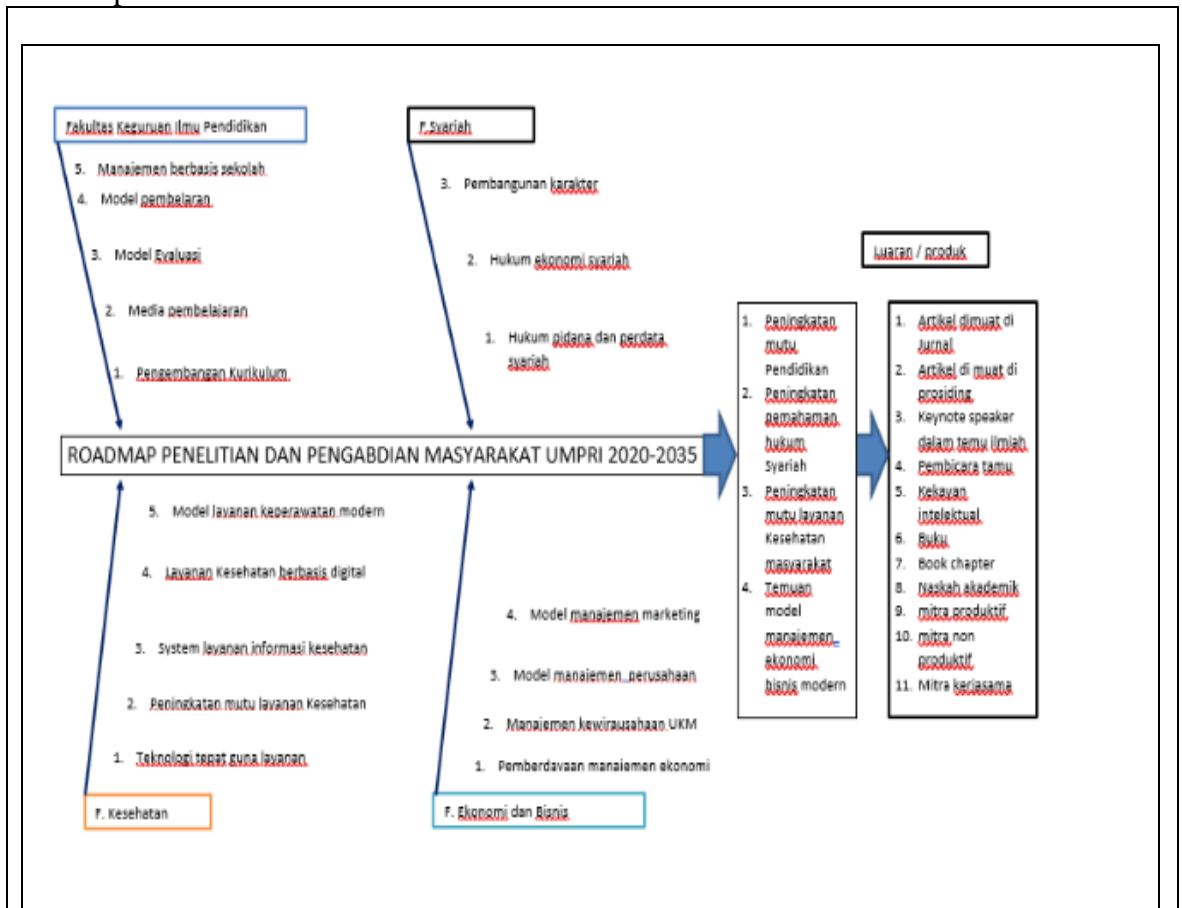 Fakultas Keguruan Ilmu Pendidikan
5. Manajemen berbasis sekolah
4. Model pembelaran
3. Model Evaluasi
2. Media pembelajaran
1. Pengembangan Kurikulum
F.Syariah
3. Pembangunan karakter
2. Hukum ekonomi syariah
1. Hukum pidana dan perdata
syariah
ROADMAP PENELITIAN DAN PENGABDIAN MASYARAKAT UMPRI 2020-2035
5. Model layanan keperawatan modern
4. Layanan Kesehatan berbasis digital
3. System layanan informasi kesehatan
2. Peningkatan mutu layanan Kesehatan
1. Teknologi tepat guna layanan
F. Kesehatan
4. Model manajemen marketing
3. Model manajemen perusahaan
2. Manajemen kewirausahaan UKM
1. Pemberdayaan manajemen ekonomi
F. Ekonomi dan Bisnis
1. Peningkatan
mutu
Pendidikan
2. Peningkatan
pemahaman
hukum
Syariah
3. Peningkatan
mutu layanan
Kesehatan
masyarakat
4. Temuan
model
manajemen
ekonomi
bisnis modern
Luaran / produk
1. Artikel dimuat di
Jurnal
2. Artikel di muat di
prosiding
3. Keynote speaker
dalam temu ilmiah
4. Pembicara tamu
5. Kekayan
intelektual
6. Buku
7. Book chapter
8. Naskah akademik
9. mitra produktif
10. mitra non
produktif
11. Mitra kerjasama